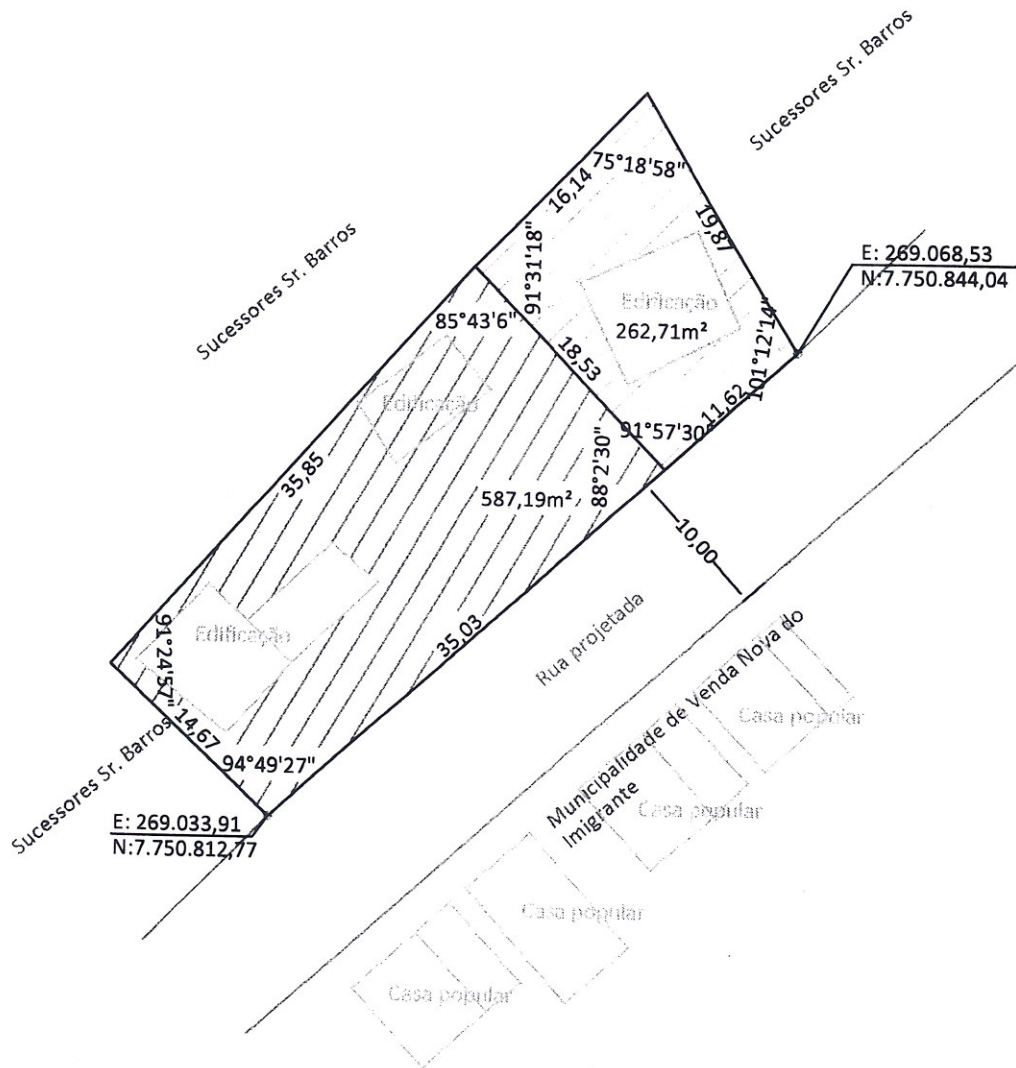 Sucessores Sr. Barros
Sucessores Sr. Barros
75°18'58"
16,14
19,87
91°31'18"
E: 269.068,53
N:7.750.844,04
Edificação
262,71m²
85°43'6"
18,53
101°12'14"
Edificação
11,62
91°57'30"
35,85
88°2'30"
587,19m²
10,00
Edificação
91°24'57"
35,03
Rua projetada
14,67
94°49'27"
Sucessores Sr. Barros
E: 269.033,91
N:7.750.812,77
Municipalidade de Venda Nova do
Imigrante
Casa popular
Casa popular
Casa popular
Casa popular